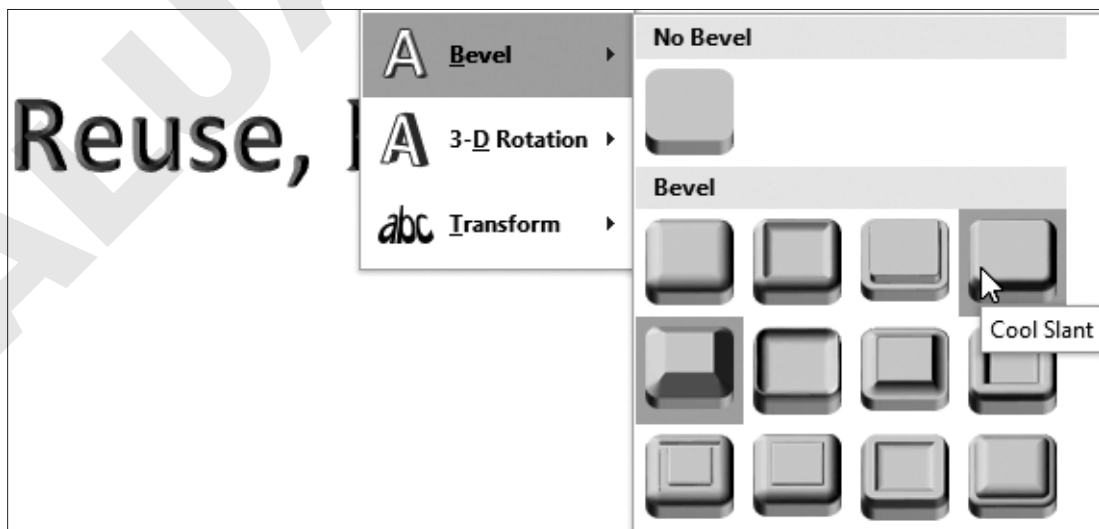 Reuse,
Bevel
3-D Rotation
abc Transform
No Bevel
Bevel
Cool Slant